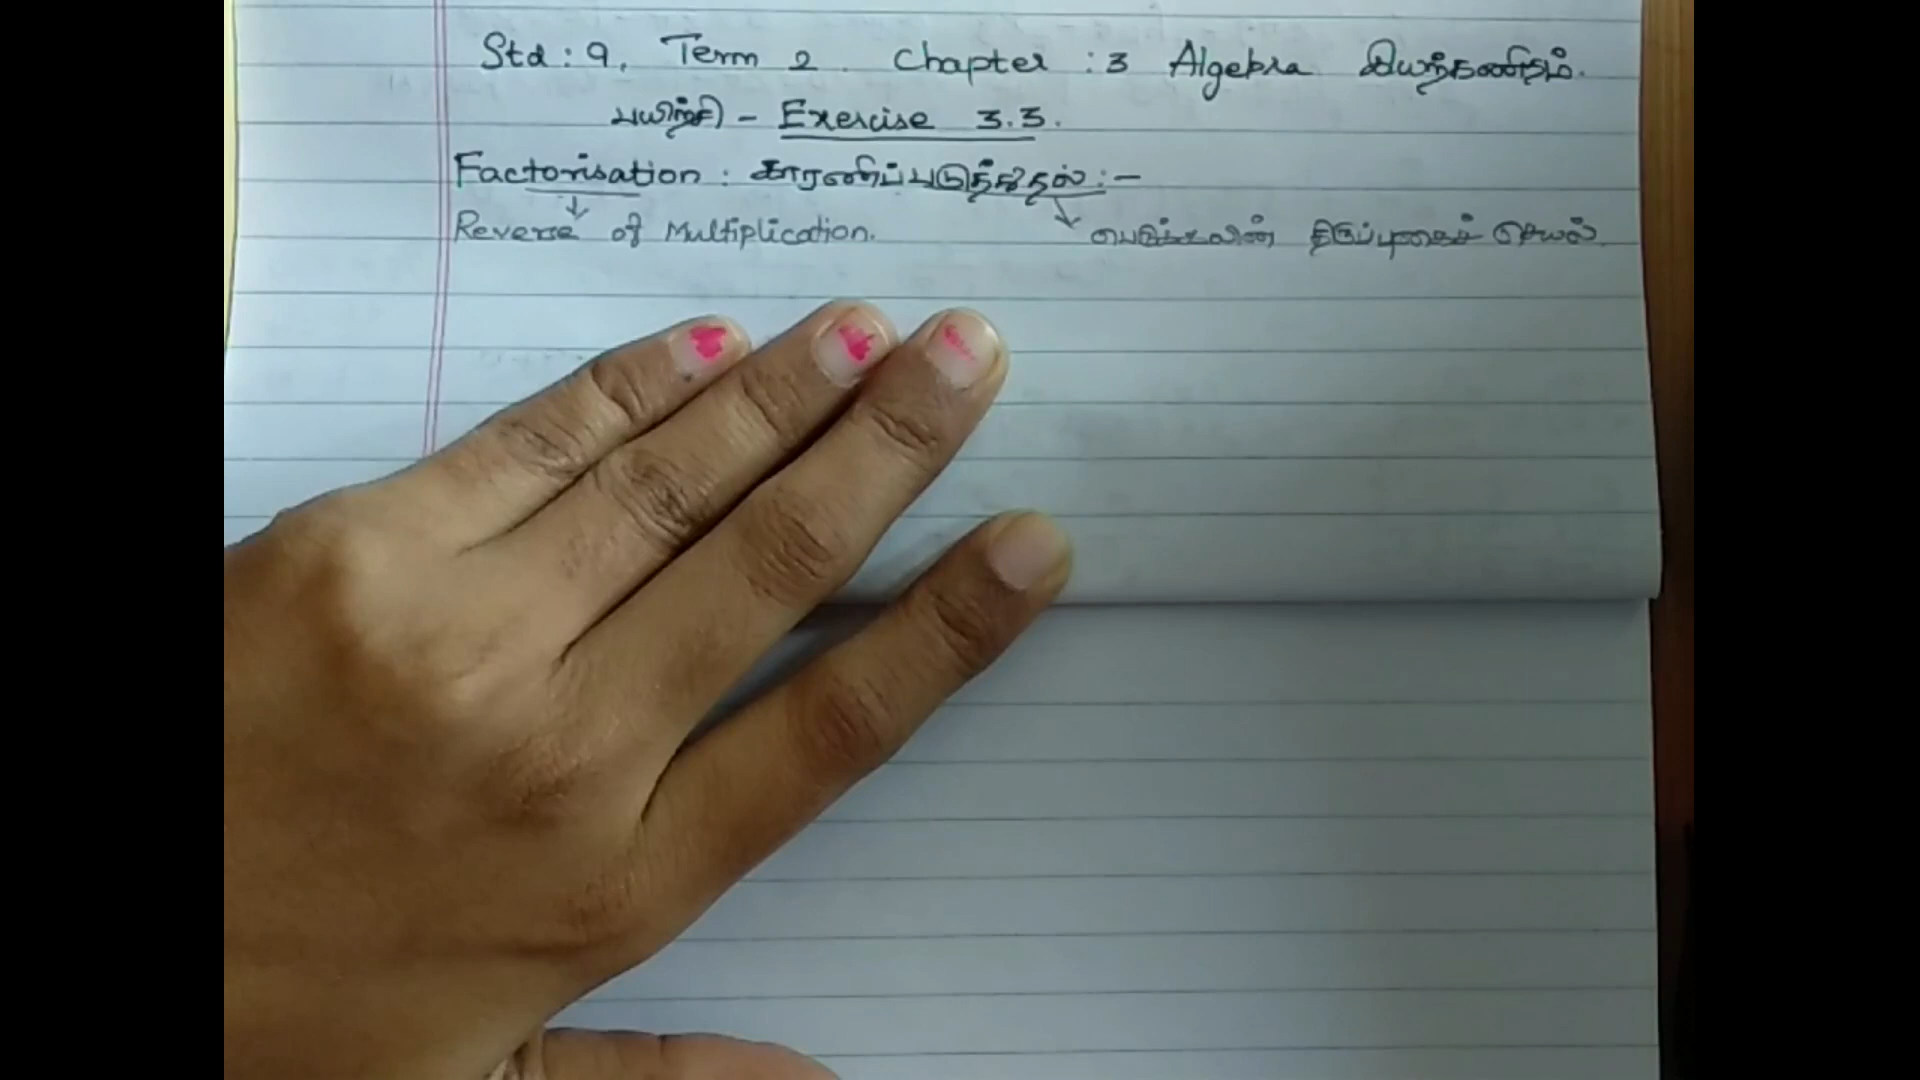 Std : 9, Term 2. Chapter : 3 Algebra இயற்கணிதம்.
பயிற்சி - Exercise 3.3.
Factorisation : காரணிப்படுத்துதல் :-
Reverse of Multiplication. பெருக்கலின் திருப்புகைச் செயல்.